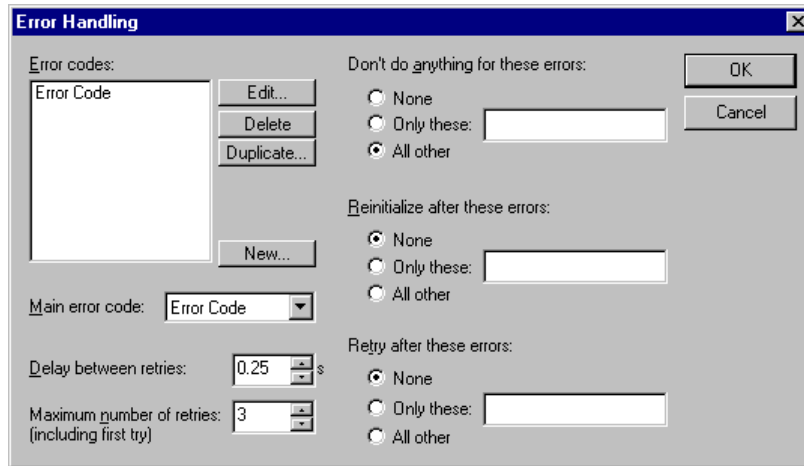 Error Handling
Error codes:
Error Code
Edit...
Delete
Duplicate...
New...
Main error code:
Error Code
Delay between retries:
0.25
s
Maximum number of retries:
(including first try)
3
Don't do anything for these errors:
None
Only these:
All other
Reinitialize after these errors:
None
Only these:
All other
Retry after these errors:
None
Only these:
All other
OK
Cancel